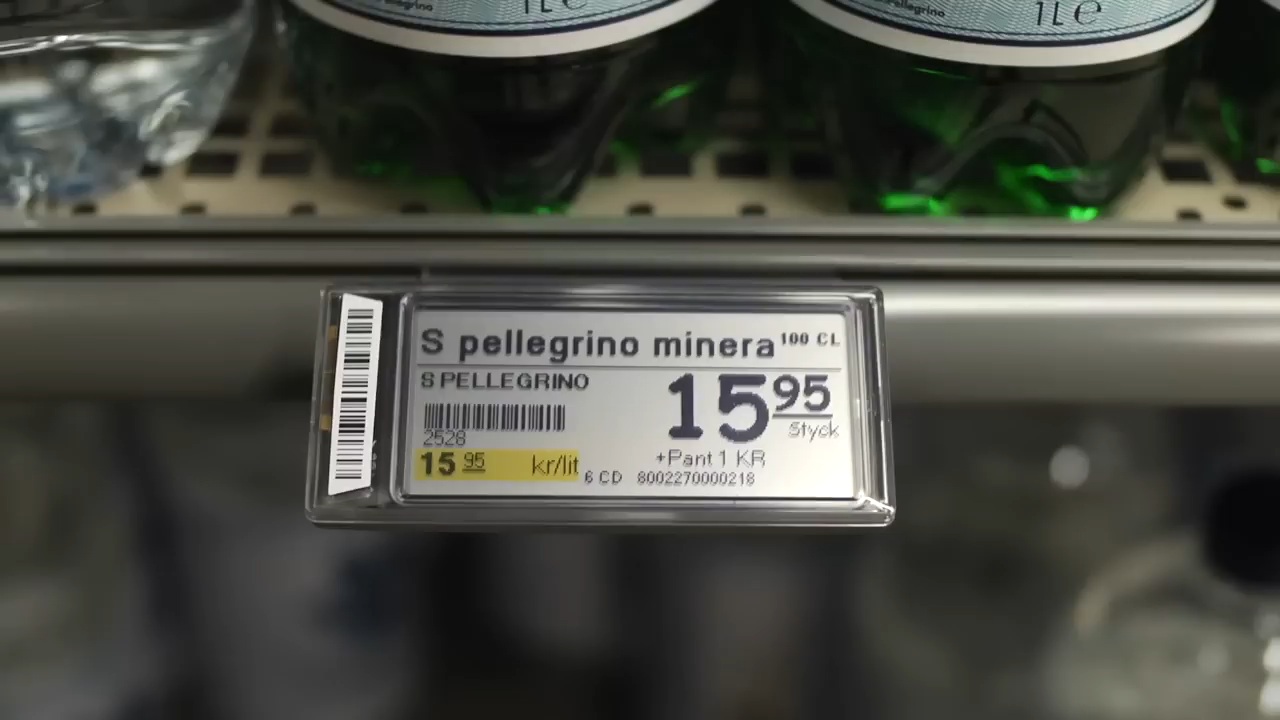 1L e
1L e
S pellegrino minera 100 CL
S PELLEGRINO
15 95
Styck
2528
15 95 kr/lit
+Pant 1 KR
6 CD 8002270000218